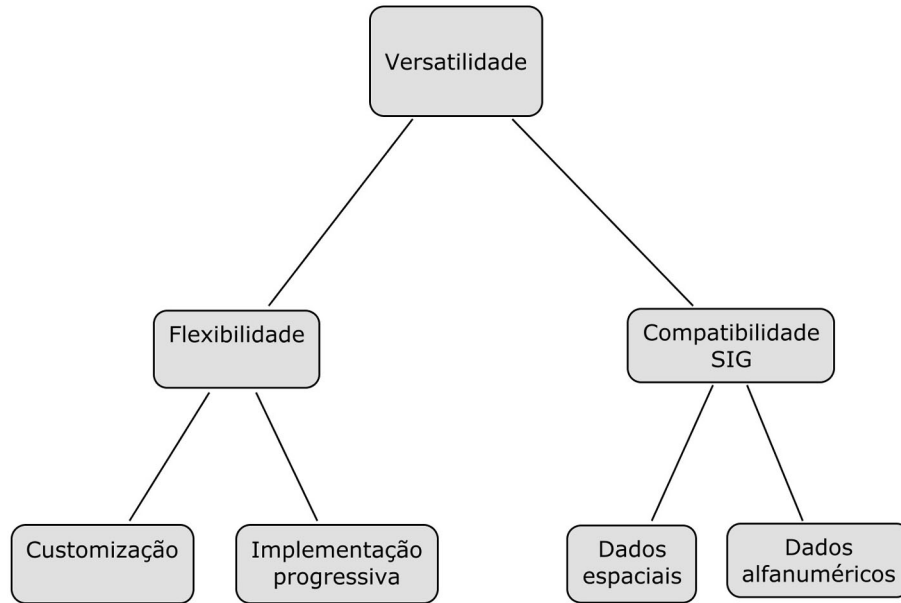 Versatilidade
Flexibilidade
Compatibilidade
SIG
Customização
Implementação
progressiva
Dados
espaciais
Dados
alfanuméricos